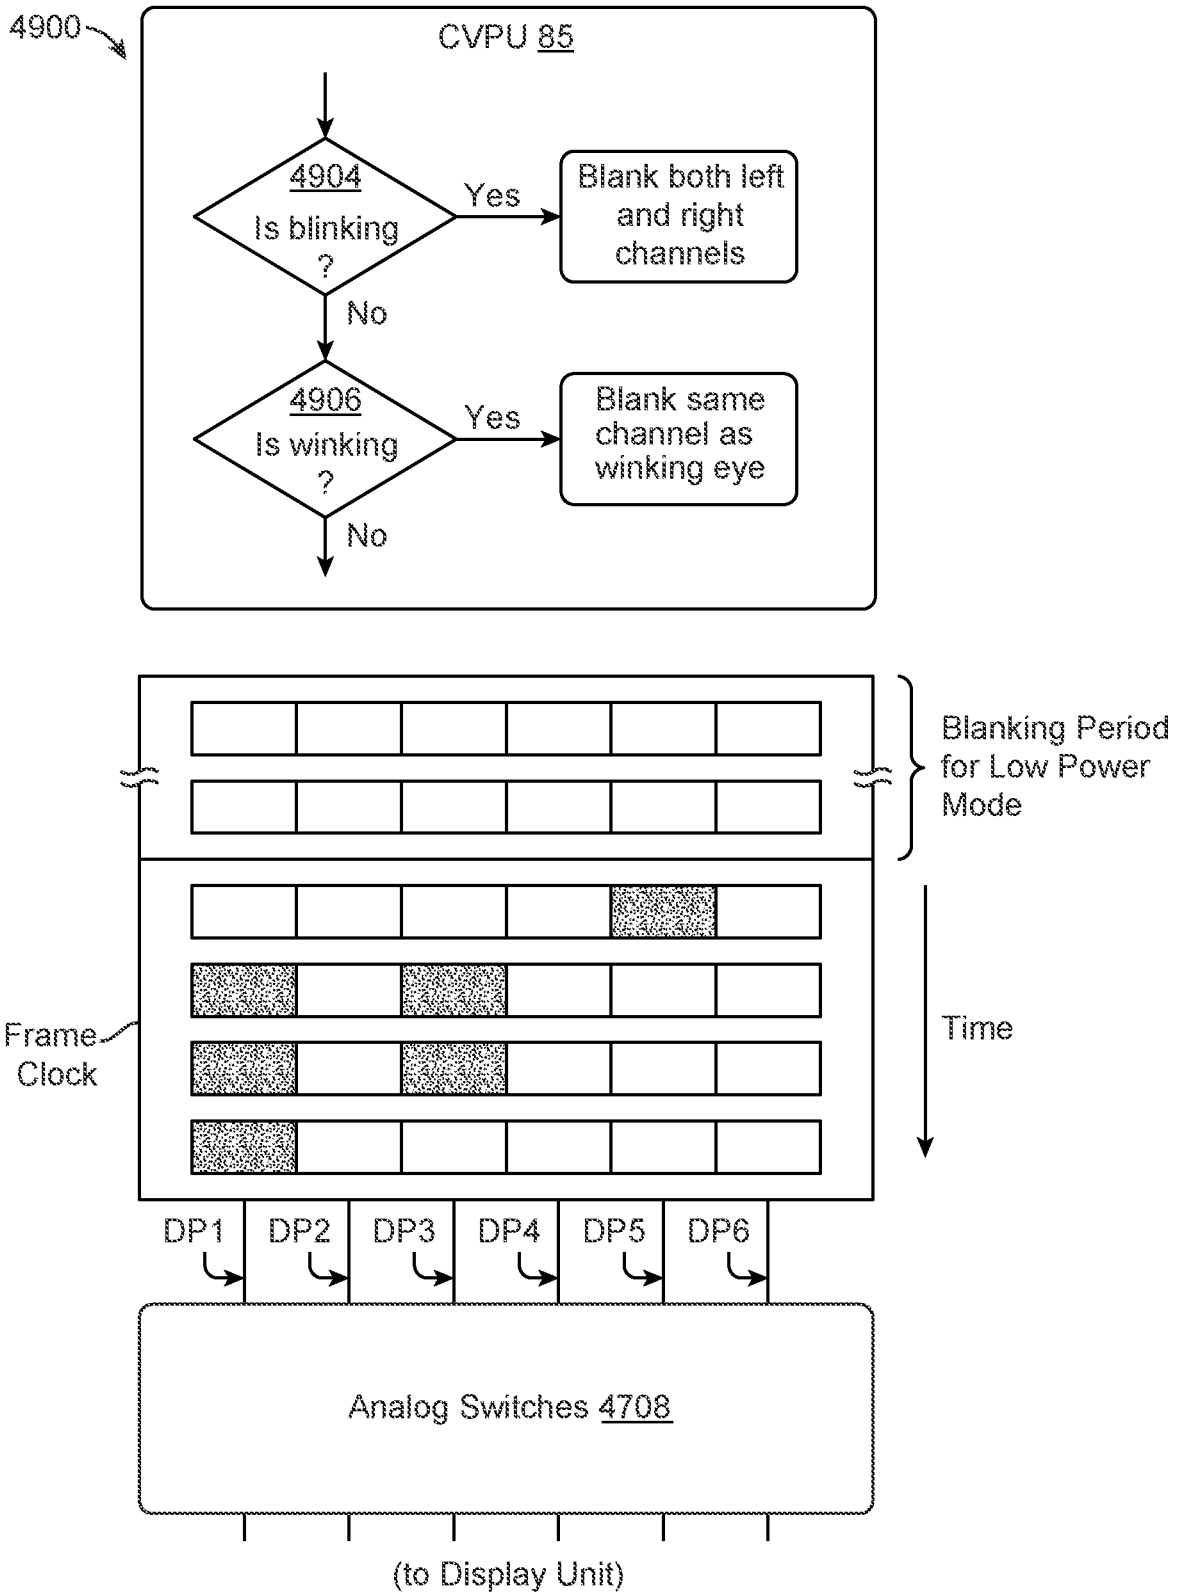 4900
CVPU 85
4904
Is blinking
?
Yes
Blank both left
and right
channels
No
4906
Is winking
?
Yes
Blank same
channel as
winking eye
No
Blanking Period
for Low Power
Mode
Frame
Clock
Time
DP1 DP2 DP3 DP4 DP5 DP6
Analog Switches 4708
(to Display Unit)